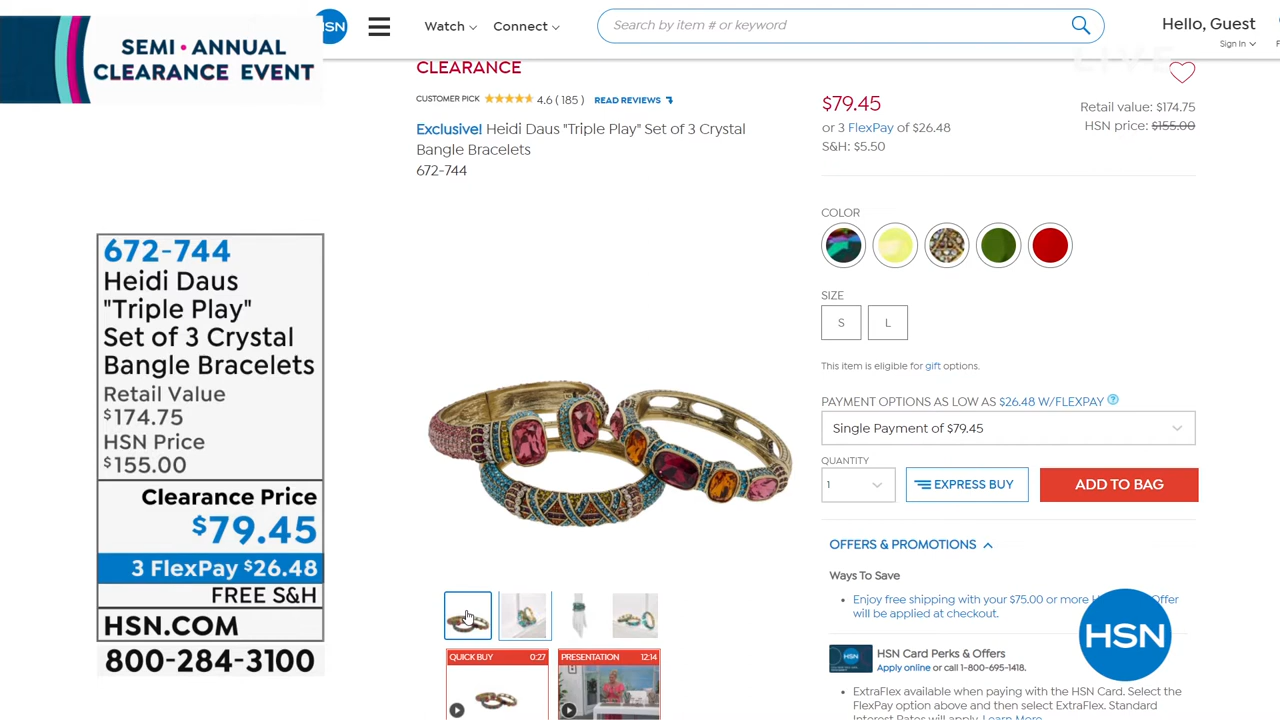 SEMI • ANNUAL
CLEARANCE EVENT
HSN
Watch
Connect
Search by item # or keyword
Hello, Guest
Sign In
LIVE
CLEARANCE
CUSTOMER PICK 4.6 ( 185 ) READ REVIEWS
Exclusive! Heidi Daus "Triple Play" Set of 3 Crystal
Bangle Bracelets
672-744
$79.45
or 3 FlexPay of $26.48
S&H: $5.50
Retail value: $174.75
HSN price: $155.00
COLOR
SIZE
S L
This item is eligible for gift options.
PAYMENT OPTIONS AS LOW AS $26.48 W/FLEXPAY ?
Single Payment of $79.45
QUANTITY
1
EXPRESS BUY
ADD TO BAG
OFFERS & PROMOTIONS
Ways To Save
Enjoy free shipping with your $75.00 or more
will be applied at checkout.
HSN Card Perks & Offers
Apply online or call 1-800-695-1418.
ExtraFlex available when paying with the HSN Card. Select the
FlexPay option above and then select ExtraFlex. Standard
Interest Rates will apply. Learn More
HSN
QUICK BUY 0:27
PRESENTATION 12:14
672-744
Heidi Daus
"Triple Play"
Set of 3 Crystal
Bangle Bracelets
Retail Value
$174.75
HSN Price
$155.00
Clearance Price
$79.45
3 FlexPay $26.48
FREE S&H
HSN.COM
800-284-3100